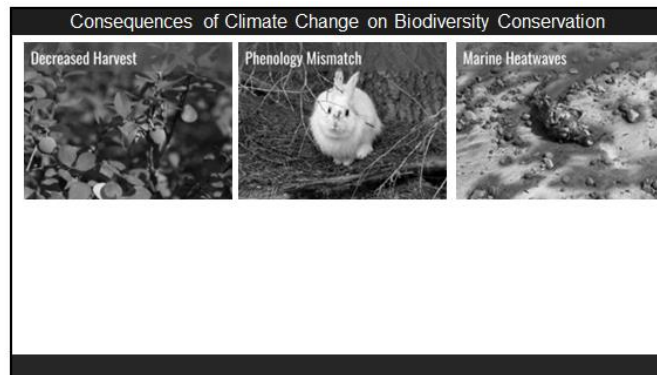 Consequences of Climate Change on Biodiversity Conservation
Decreased Harvest
Phenology Mismatch
Marine Heatwaves